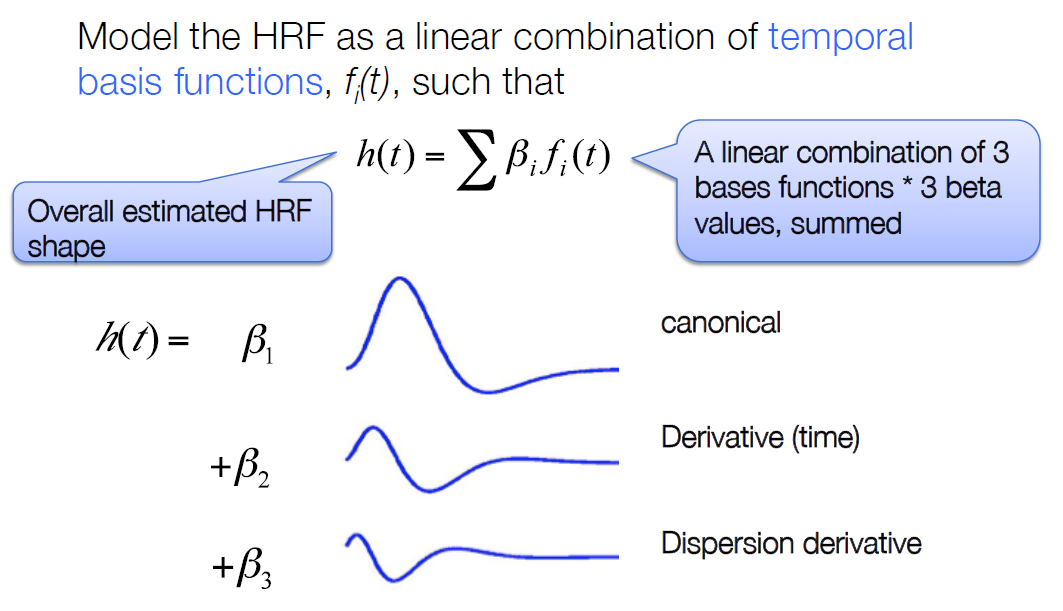 Model the HRF as a linear combination of temporal
basis functions, fᵢ(t), such that
h(t) = ∑ βᵢ fᵢ(t)
A linear combination of 3
bases functions * 3 beta
values, summed
Overall estimated HRF
shape
h(t) = β₁
canonical
+β₂
Derivative (time)
+β₃
Dispersion derivative